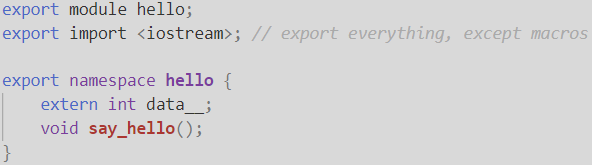 export module hello;
export import <iostream>; // export everything, except macros
export namespace hello {
extern int data__;
void say_hello();
}